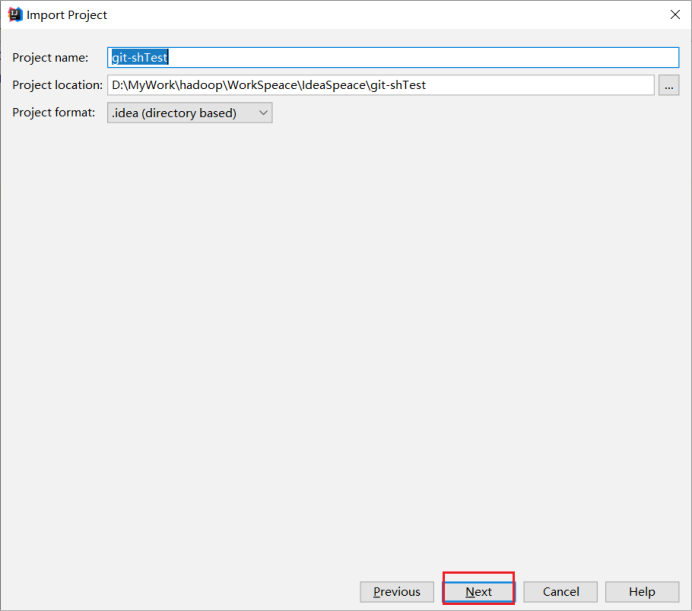 Import Project
Project name: git-shTest
Project location: D:\MyWork\hadoop\WorkSpeace\IdeaSpeace\git-shTest ...
Project format: .idea (directory based)
Previous Next Cancel Help